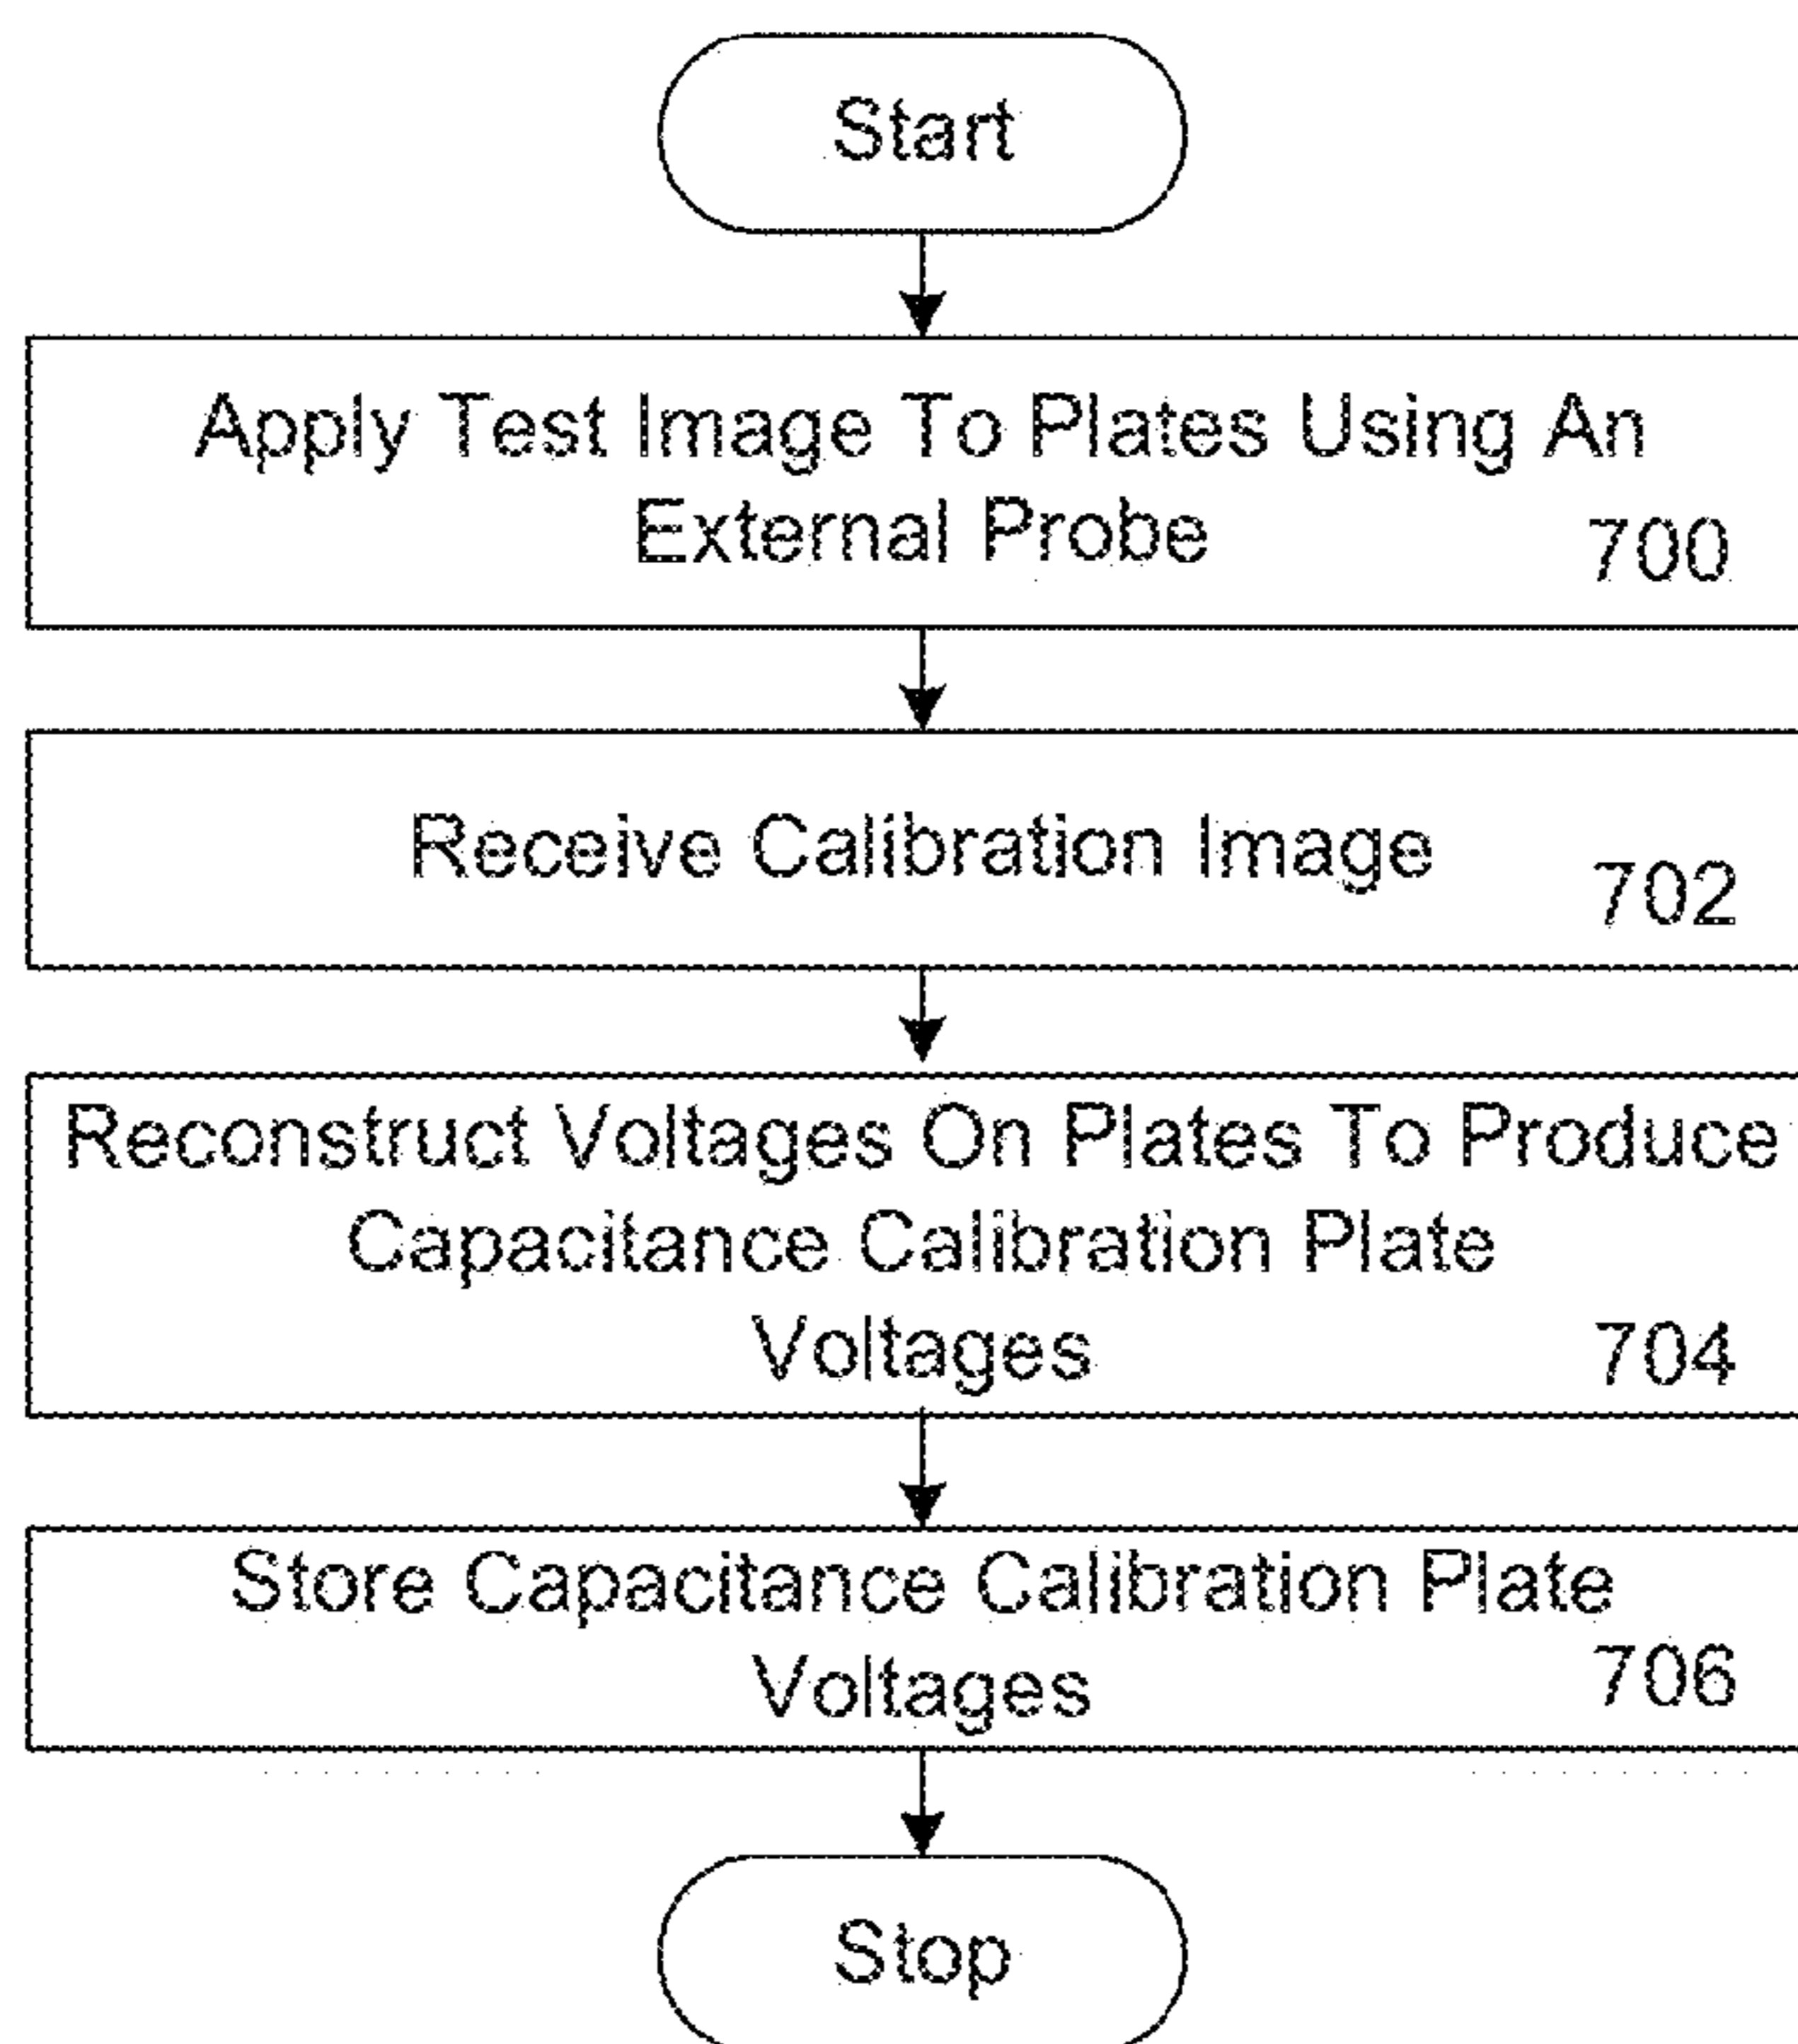 Start
Apply Test Image To Plates Using An
External Probe
700
Receive Calibration Image
702
Reconstruct Voltages On Plates To Produce
Capacitance Calibration Plate
Voltages
704
Store Capacitance Calibration Plate
Voltages
706
Stop